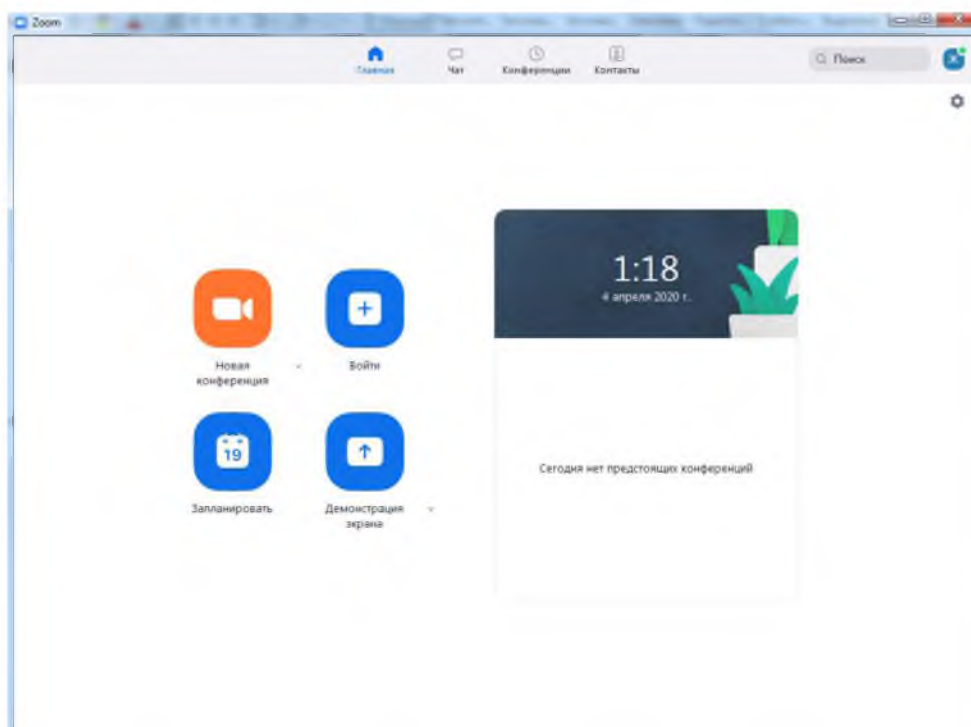 Zoom
Главная
Чат
Конференции
Контакты
Поиск
1:18
4 апреля 2020 г.
Новая
конференция
Войти
19
Запланировать
Демонстрация
экрана
Сегодня нет предстоящих конференций